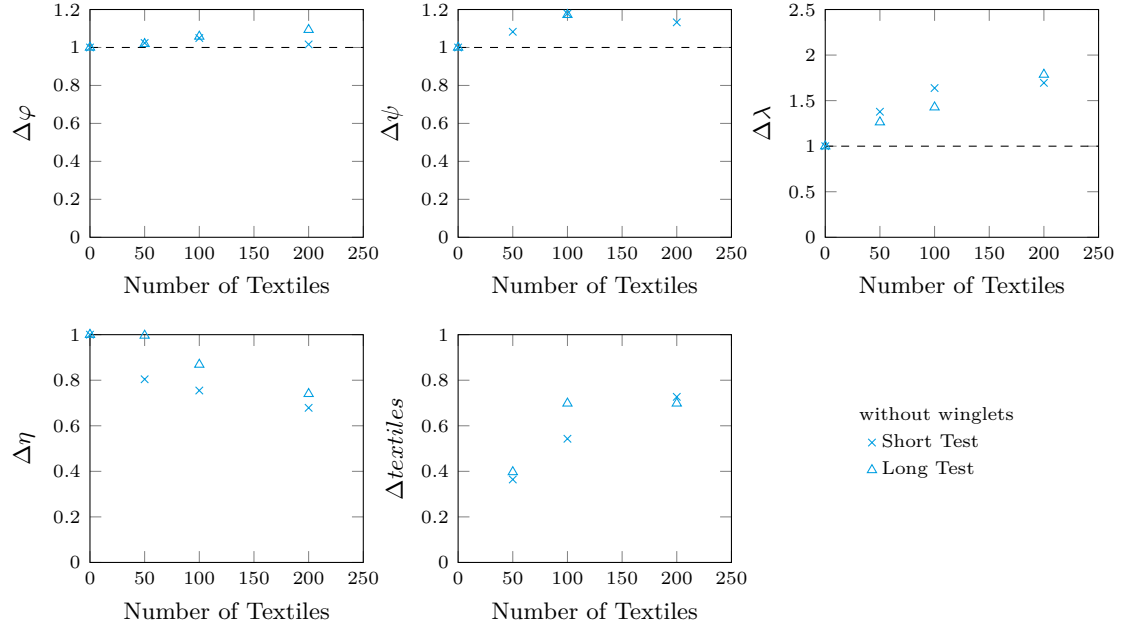 1.2
1
0.8
0.6
0.4
0.2
0
0 50 100 150 200 250
Δφ
Number of Textiles
1.2
1
0.8
0.6
0.4
0.2
0
0 50 100 150 200 250
Δψ
Number of Textiles
2.5
2
1.5
1
0.5
0
0 50 100 150 200 250
Δλ
Number of Textiles
1
0.8
0.6
0.4
0.2
0
0 50 100 150 200 250
Δη
Number of Textiles
1
0.8
0.6
0.4
0.2
0
0 50 100 150 200 250
Δtextiles
Number of Textiles
without winglets
Short Test
Long Test